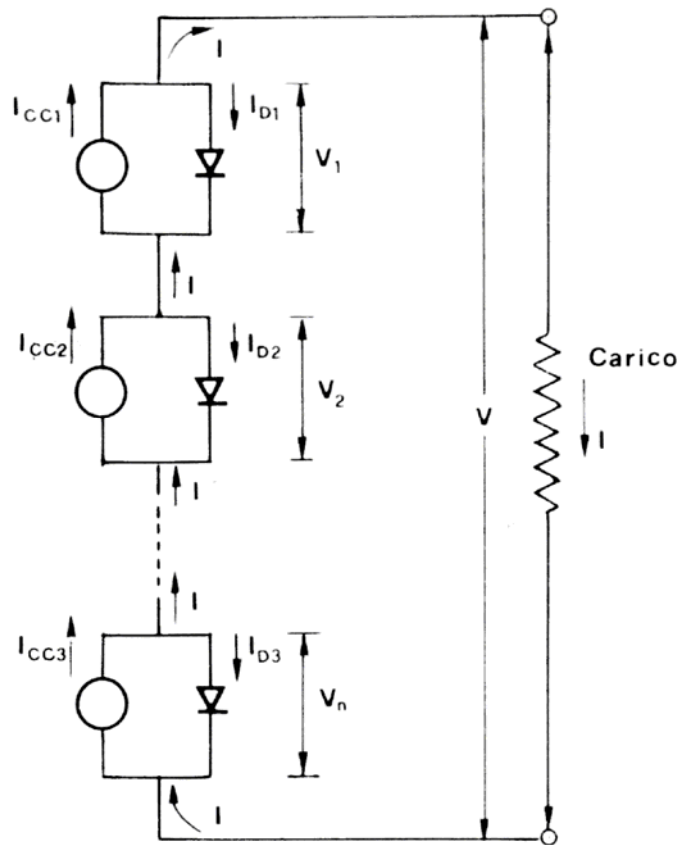 I
I_CC1
I_D1
V_1
I
I_CC2
I_D2
V_2
Carico
V
I
I
I
I_CC3
I_D3
V_n
I